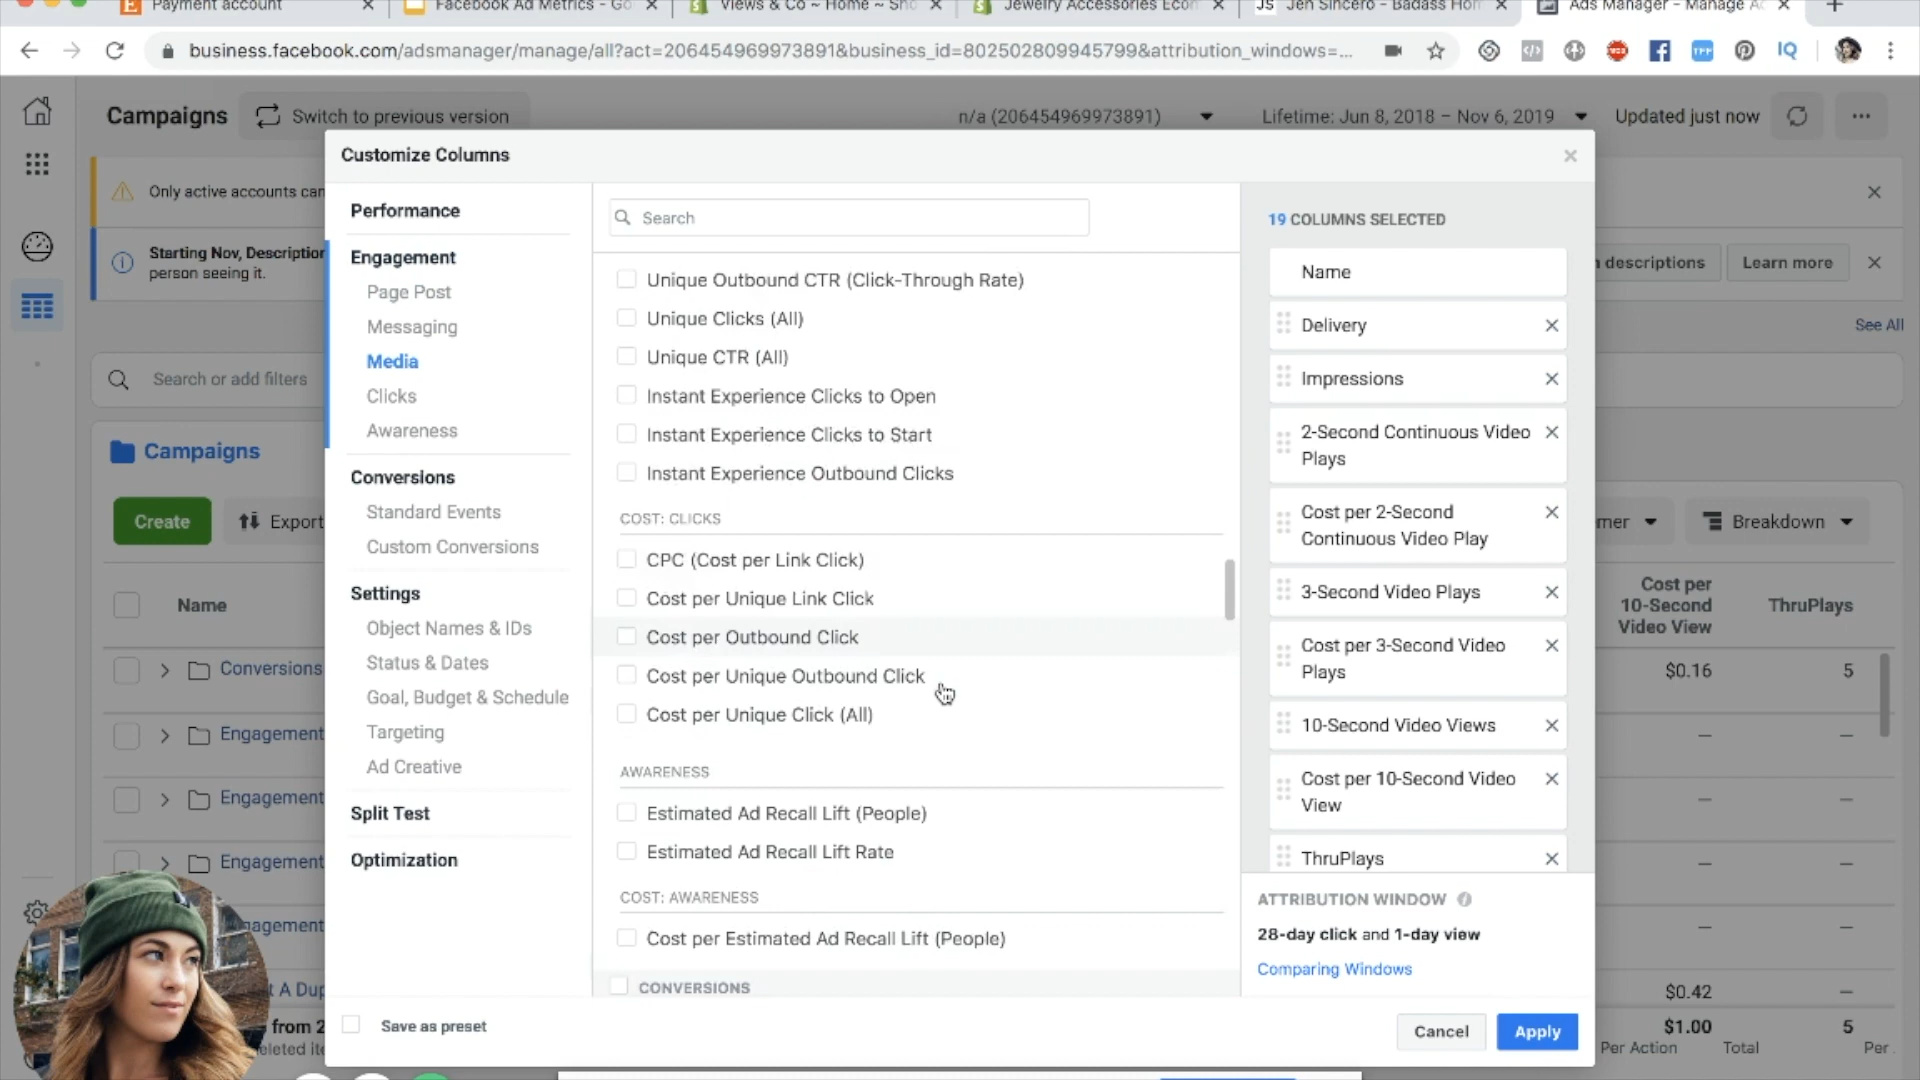 Payment account
Facebook Ad Metrics - Go
Views & Co ~ Home ~ Sho
Jewelry Accessories Econ
JS
Jen Sincero - Badass Hom
Ads Manager - Manage Ad
business.facebook.com/adsmanager/manage/all?act=206454969973891&business_id=802502809945799&attribution_windows=...
IQ
Campaigns
Switch to previous version
n/a (206454969973891)
Lifetime: Jun 8, 2018 – Nov 6, 2019
Updated just now
Customize Columns
Only active accounts can
Starting Nov, Description
person seeing it.
n descriptions
Learn more
See All
Search or add filters
Campaigns
Create
Export
mer
Breakdown
Name
Cost per
10-Second
Video View
ThruPlays
Conversions
$0.16
5
Engagement
—
—
Engagement
—
—
Engagement
—
—
ngagement
—
—
t A Dup
$0.42
—
from 2
eleted ite
$1.00
Per Action
5
Total
Per
Performance
Engagement
Page Post
Messaging
Media
Clicks
Awareness
Conversions
Standard Events
Custom Conversions
Settings
Object Names & IDs
Status & Dates
Goal, Budget & Schedule
Targeting
Ad Creative
Split Test
Optimization
Search
Unique Outbound CTR (Click-Through Rate)
Unique Clicks (All)
Unique CTR (All)
Instant Experience Clicks to Open
Instant Experience Clicks to Start
Instant Experience Outbound Clicks
COST: CLICKS
CPC (Cost per Link Click)
Cost per Unique Link Click
Cost per Outbound Click
Cost per Unique Outbound Click
Cost per Unique Click (All)
AWARENESS
Estimated Ad Recall Lift (People)
Estimated Ad Recall Lift Rate
COST: AWARENESS
Cost per Estimated Ad Recall Lift (People)
CONVERSIONS
19 COLUMNS SELECTED
Name
Delivery
Impressions
2-Second Continuous Video
Plays
Cost per 2-Second
Continuous Video Play
3-Second Video Plays
Cost per 3-Second Video
Plays
10-Second Video Views
Cost per 10-Second Video
View
ThruPlays
ATTRIBUTION WINDOW
28-day click and 1-day view
Comparing Windows
Save as preset
Cancel
Apply